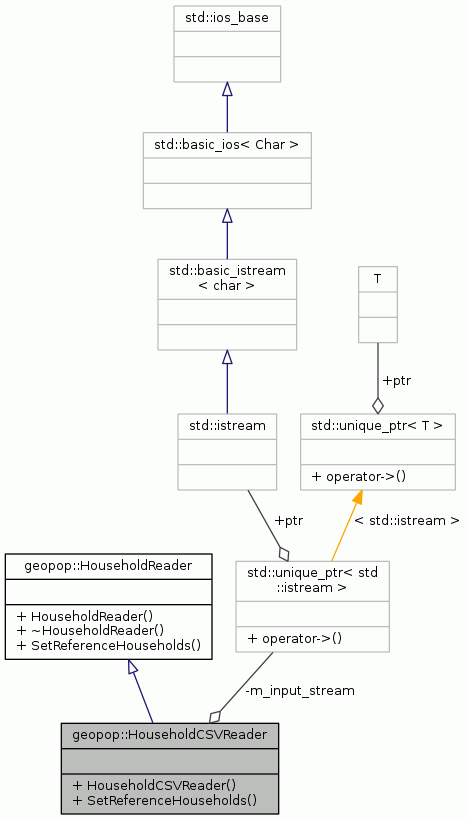 std::ios_base
std::basic_ios< Char >
std::basic_istream
< char >
T
+ptr
std::istream
std::unique_ptr< T >
+ operator->()
+ptr
< std::istream >
geopop::HouseholdReader
+ HouseholdReader()
+ ~HouseholdReader()
+ SetReferenceHouseholds()
std::unique_ptr< std
::istream >
+ operator->()
-m_input_stream
geopop::HouseholdCSVReader
+ HouseholdCSVReader()
+ SetReferenceHouseholds()